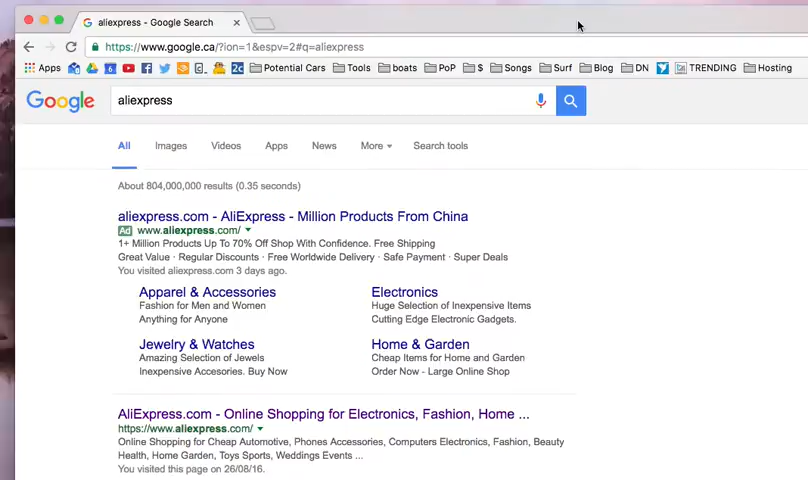 aliexpress - Google Search
https://www.google.ca/?ion=1&espv=2#q=aliexpress
Apps 6 $ 2c Potential Cars Tools boats PoP $ Songs Surf Blog DN TRENDING Hosting
Google aliexpress
All Images Videos Apps News More Search tools
About 804,000,000 results (0.35 seconds)
aliexpress.com - AliExpress - Million Products From China
Ad www.aliexpress.com/
1+ Million Products Up To 70% Off Shop With Confidence. Free Shipping
Great Value · Regular Discounts · Free Worldwide Delivery · Safe Payment · Super Deals
You visited aliexpress.com 3 days ago.
Apparel & Accessories
Fashion for Men and Women
Anything for Anyone
Electronics
Huge Selection of Inexpensive Items
Cutting Edge Electronic Gadgets.
Jewelry & Watches
Amazing Selection of Jewels
Inexpensive Accesories. Buy Now
Home & Garden
Cheap Items for Home and Garden
Order Now - Large Online Shop
AliExpress.com - Online Shopping for Electronics, Fashion, Home ...
https://www.aliexpress.com/
Online Shopping for Cheap Automotive, Phones Accessories, Computers Electronics, Fashion, Beauty
Health, Home Garden, Toys Sports, Weddings Events ...
You visited this page on 26/08/16.